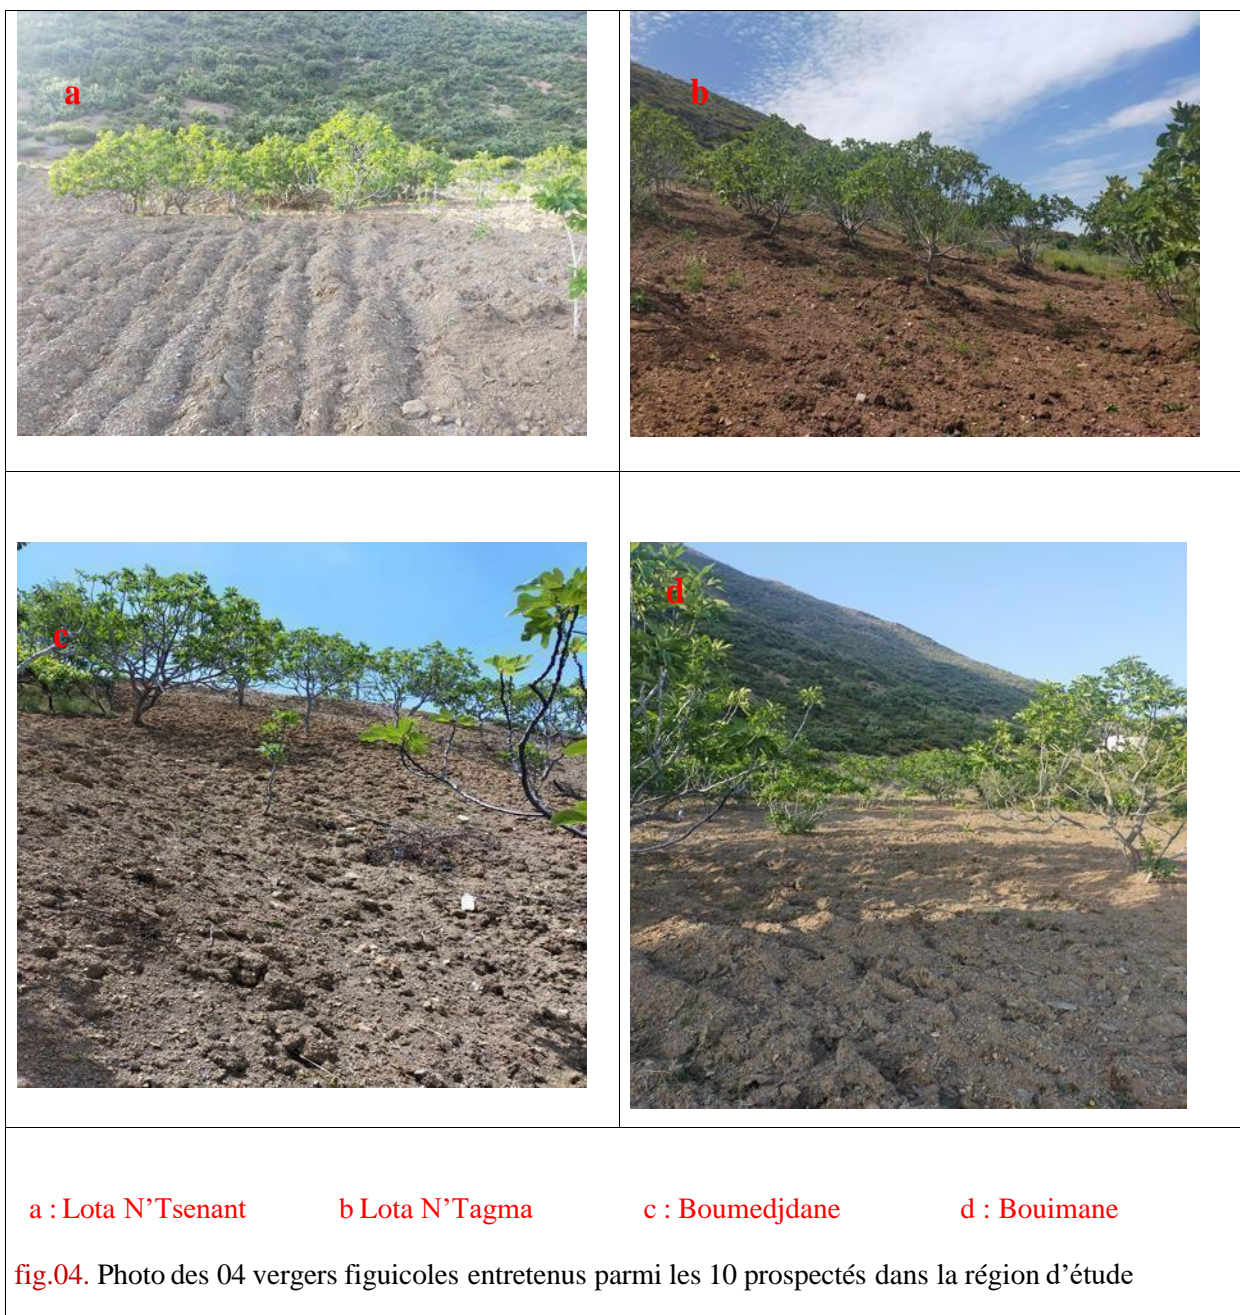 a
b
c
d
a : Lota N’Tsenant b Lota N’Tagma c : Boumedjdane d : Bouimane
fig.04. Photo des 04 vergers figuicoles entretenus parmi les 10 prospectés dans la région d’étude